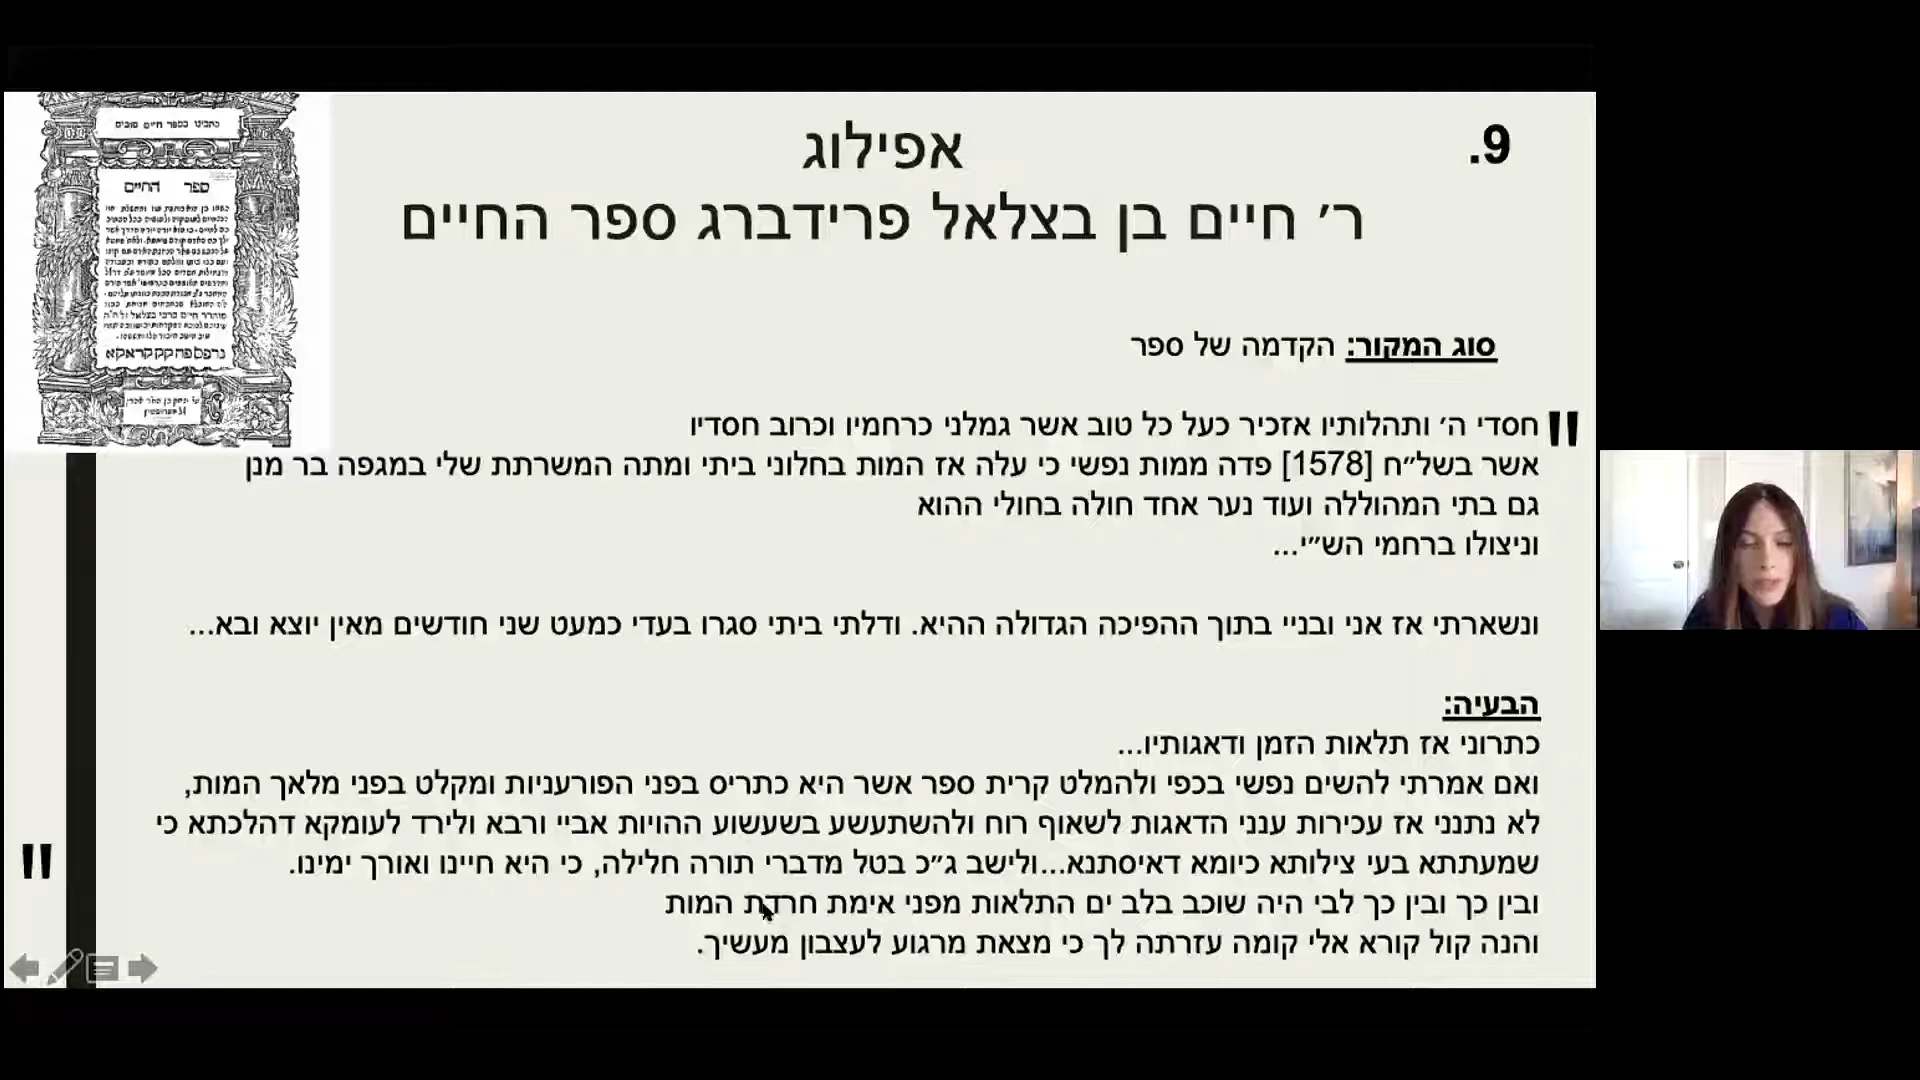 9.
אפילוג
ר׳ חיים בן בצלאל פרידברג ספר החיים
סוג המקור: הקדמה של ספר
"חסדי ה׳ ותהלותיו אזכיר כעל כל טוב אשר גמלני כרחמיו וכרוב חסדיו
אשר בשל״ח [1578] פדה ממות נפשי כי עלה אז המות בחלוני ביתי ומתה המשרתת שלי במגפה בר מנן
גם בתי המהוללה ועוד נער אחד חולה בחולי ההוא
וניצולו ברחמי הש״י...
ונשארתי אז אני ובניי בתוך ההפיכה הגדולה ההיא. ודלתי ביתי סגרו בעדי כמעט שני חודשים מאין יוצא ובא...
הבעיה:
כתרוני אז תלאות הזמן ודאגותיו...
ואם אמרתי להשים נפשי בכפי ולהמלט קרית ספר אשר היא כתריס בפני הפורעניות ומקלט בפני מלאך המות,
לא נתנני אז עכירות ענני הדאגות לשאוף רוח ולהשתעשע בשעשוע ההויות אביי ורבא ולירד לעומקא דהלכתא כי
שמעתתא בעי צילותא כיומא דאיסתנא...ולישב ג״כ בטל מדברי תורה חלילה, כי היא חיינו ואורך ימינו.
ובין כך ובין כך לבי היה שוכב בלב ים התלאות מפני אימת חרדת המות
והנה קול קורא אלי קומה עזרתה לך כי מצאת מרגוע לעצבון מעשיך."
כתבינו בספר חיים טובים
ספר החיים